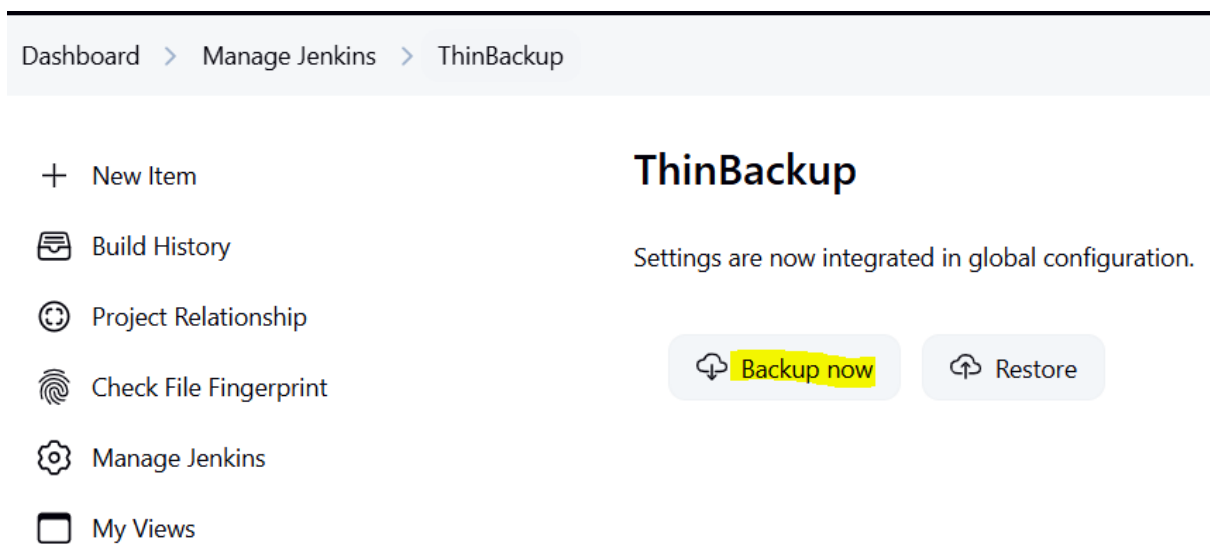 Dashboard > Manage Jenkins > ThinBackup
New Item
Build History
Project Relationship
Check File Fingerprint
Manage Jenkins
My Views
ThinBackup
Settings are now integrated in global configuration.
Backup now
Restore